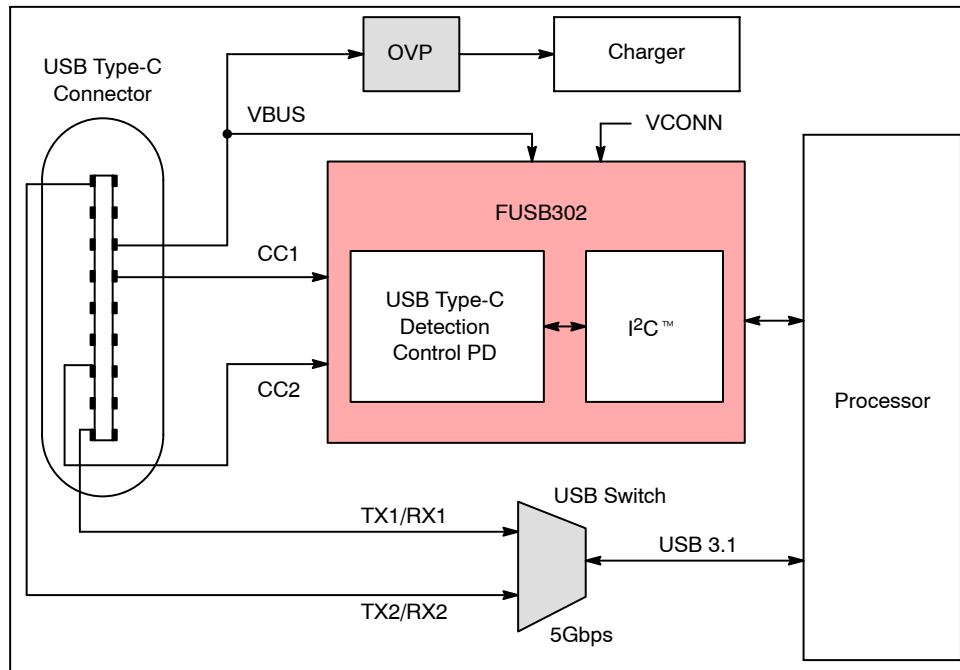 OVP
Charger
USB Type-C
Connector
VBUS
VCONN
FUSB302
CC1
USB Type-C
Detection
Control PD
I²C™
CC2
Processor
USB Switch
TX1/RX1
USB 3.1
TX2/RX2
5Gbps